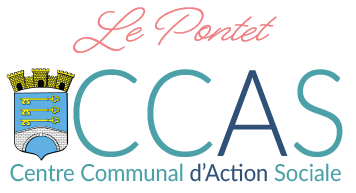 Le Pontet
CCAS
Centre Communal d'Action Sociale